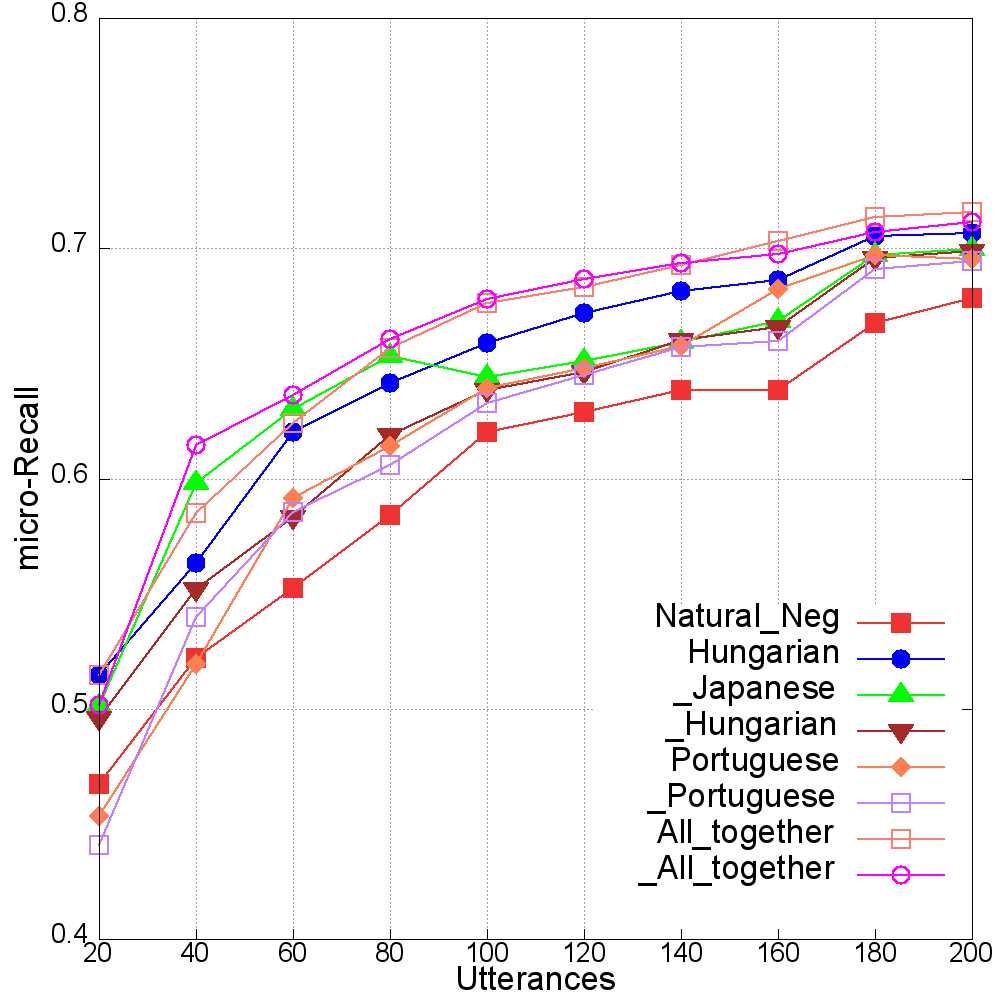 0.8
0.7
0.6
0.5
0.4
micro-Recall
Natural_Neg
Hungarian
_Japanese
_Hungarian
Portuguese
_Portuguese
All_together
_All_together
20 40 60 80 100 120 140 160 180 200
Utterances